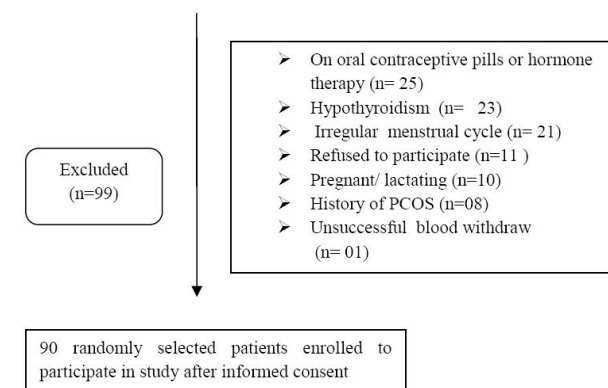 ➢ On oral contraceptive pills or hormone
therapy (n= 25)
➢ Hypothyroidism (n= 23)
➢ Irregular menstrual cycle (n= 21)
➢ Refused to participate (n=11 )
➢ Pregnant/ lactating (n=10)
➢ History of PCOS (n=08)
➢ Unsuccessful blood withdraw
(n= 01)
Excluded
(n=99)
90 randomly selected patients enrolled to
participate in study after informed consent